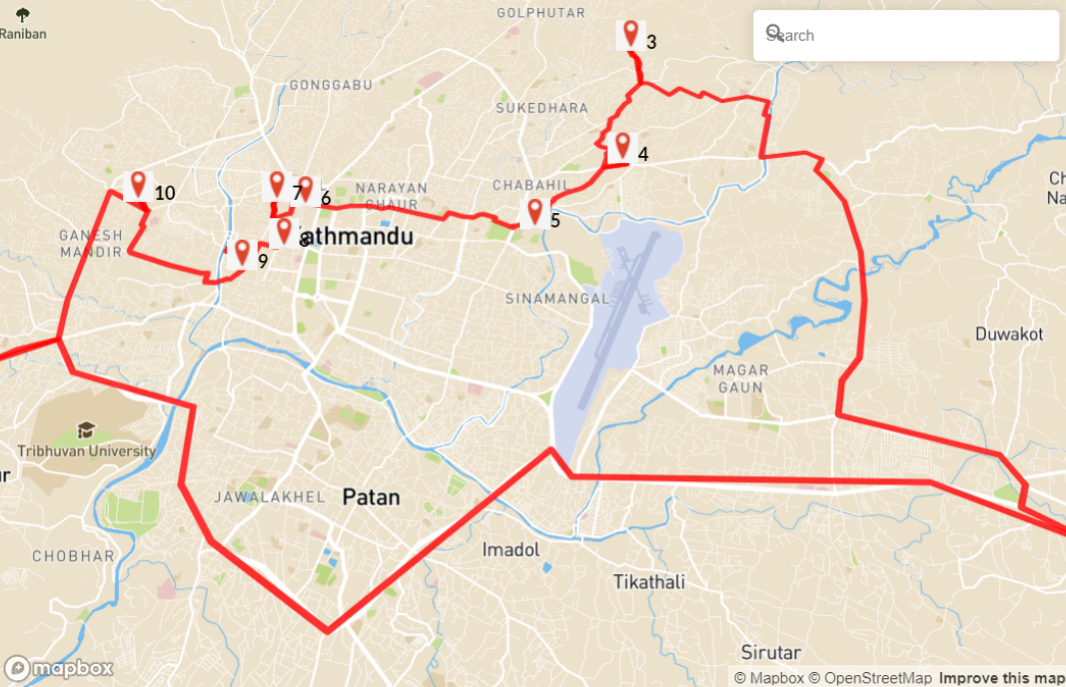 GOLPHUTAR
Raniban
3
Search
GONGGABU
SUKEDHARA
4
CHABAHIL
NARAYAN
CHAUR
10
7
6
5
GANESH
MANDIR
athmandu
8
9
SINAMANGAL
Ch
Na
Duwakot
MAGAR
GAUN
Tribhuvan University
ur
JAWALAKHEL
Patan
CHOBHAR
Imadol
Tikathali
Sirutar
mapbox
© Mapbox © OpenStreetMap Improve this map